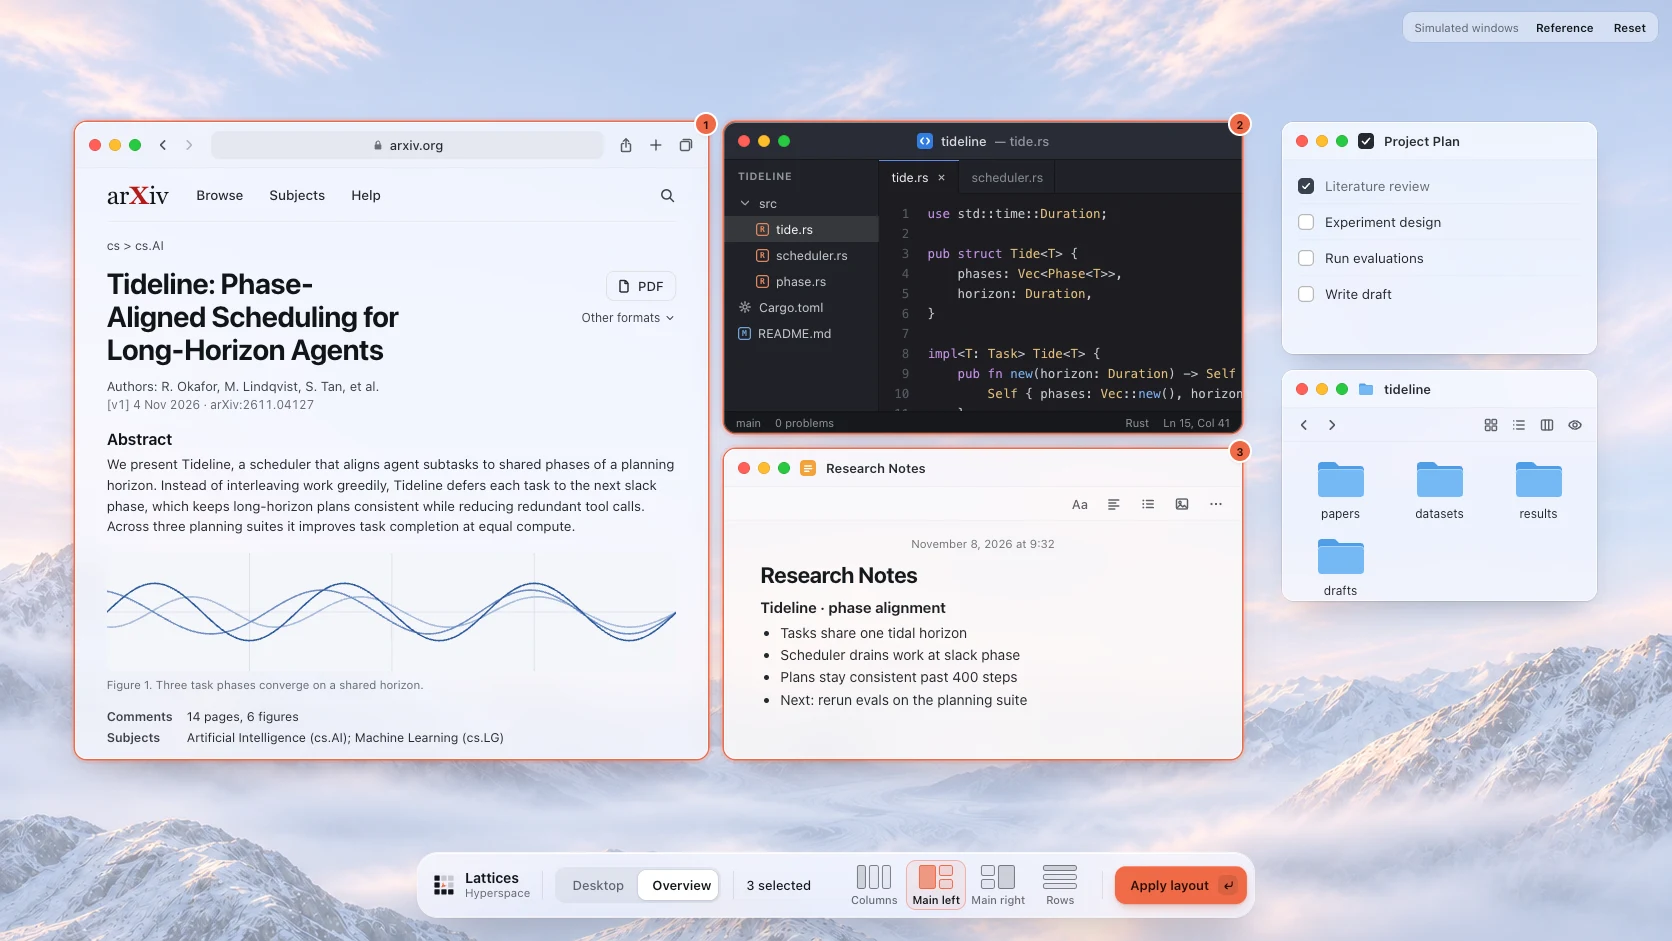 Simulated windows Reference Reset
1
arxiv.org
arXiv Browse Subjects Help
cs > cs.AI
Tideline: Phase-
Aligned Scheduling for
Long-Horizon Agents
PDF
Other formats
Authors: R. Okafor, M. Lindqvist, S. Tan, et al.
[v1] 4 Nov 2026 · arXiv:2611.04127
Abstract
We present Tideline, a scheduler that aligns agent subtasks to shared phases of a planning
horizon. Instead of interleaving work greedily, Tideline defers each task to the next slack
phase, which keeps long-horizon plans consistent while reducing redundant tool calls.
Across three planning suites it improves task completion at equal compute.
Figure 1. Three task phases converge on a shared horizon.
Comments 14 pages, 6 figures
Subjects Artificial Intelligence (cs.AI); Machine Learning (cs.LG)
2
tideline — tide.rs
TIDELINE
src
tide.rs
scheduler.rs
phase.rs
Cargo.toml
README.md
tide.rs × scheduler.rs
1 use std::time::Duration;
2
3 pub struct Tide<T> {
4 phases: Vec<Phase<T>>,
5 horizon: Duration,
6 }
7
8 impl<T: Task> Tide<T> {
9 pub fn new(horizon: Duration) -> Self
10 Self { phases: Vec::new(), horizon
main 0 problems Rust Ln 15, Col 41
3
Research Notes
Aa
November 8, 2026 at 9:32
Research Notes
Tideline · phase alignment
• Tasks share one tidal horizon
• Scheduler drains work at slack phase
• Plans stay consistent past 400 steps
• Next: rerun evals on the planning suite
Project Plan
Literature review
Experiment design
Run evaluations
Write draft
tideline
papers datasets results
drafts
Lattices
Hyperspace
Desktop Overview
3 selected
Columns Main left Main right Rows
Apply layout